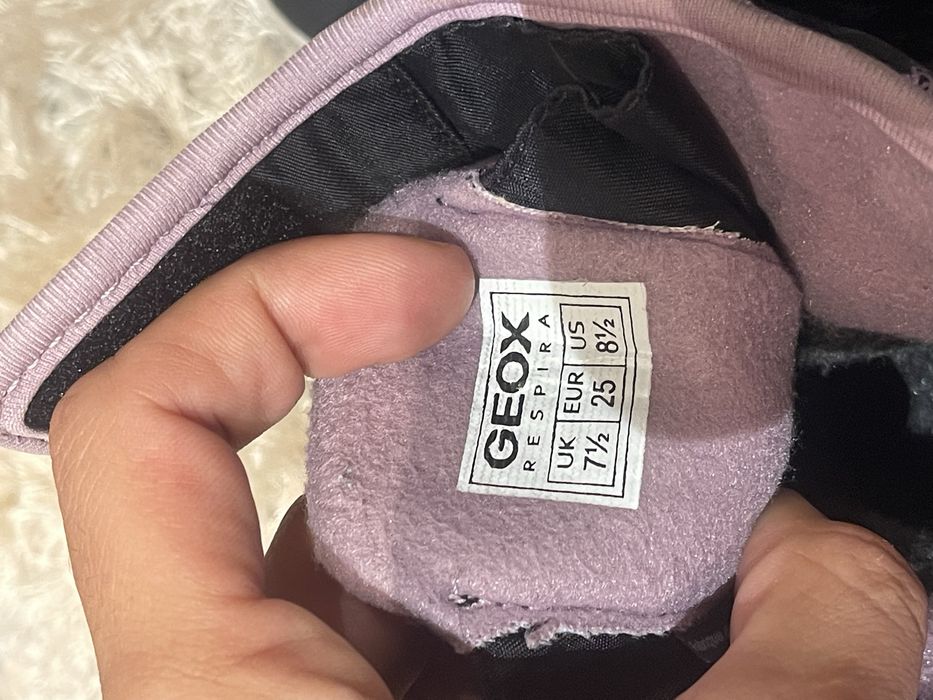 GEOX
RESPIRA
UK EUR US
7½ 25 8½